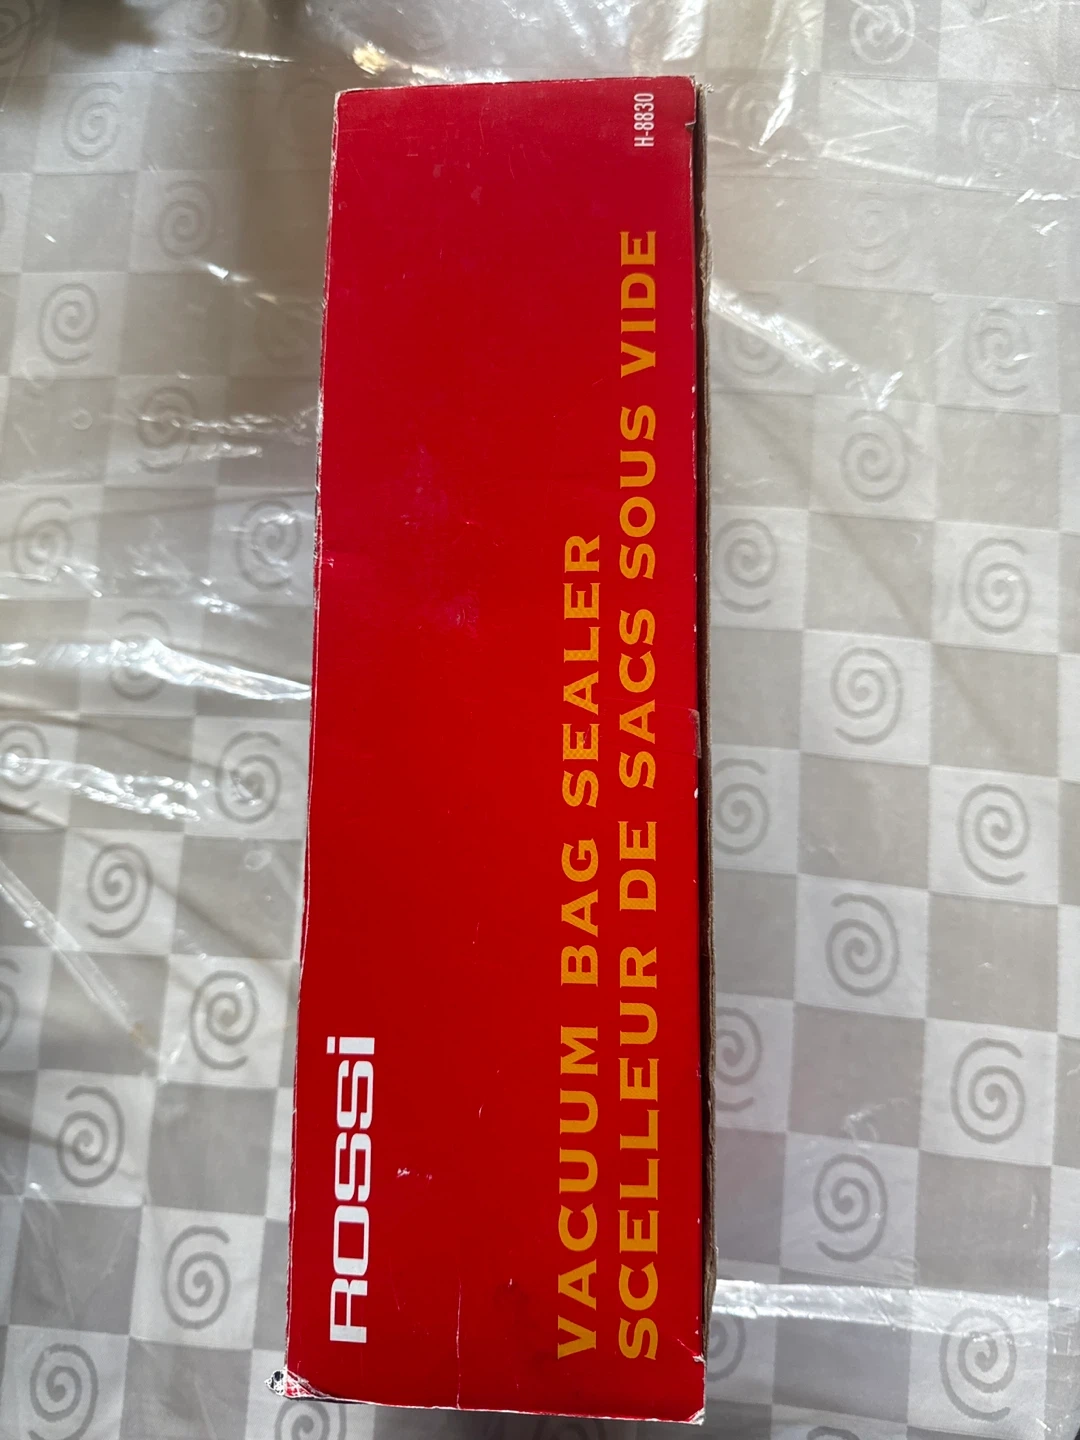 ROSSi
VACUUM BAG SEALER
SCELLEUR DE SACS SOUS VIDE
H-8830